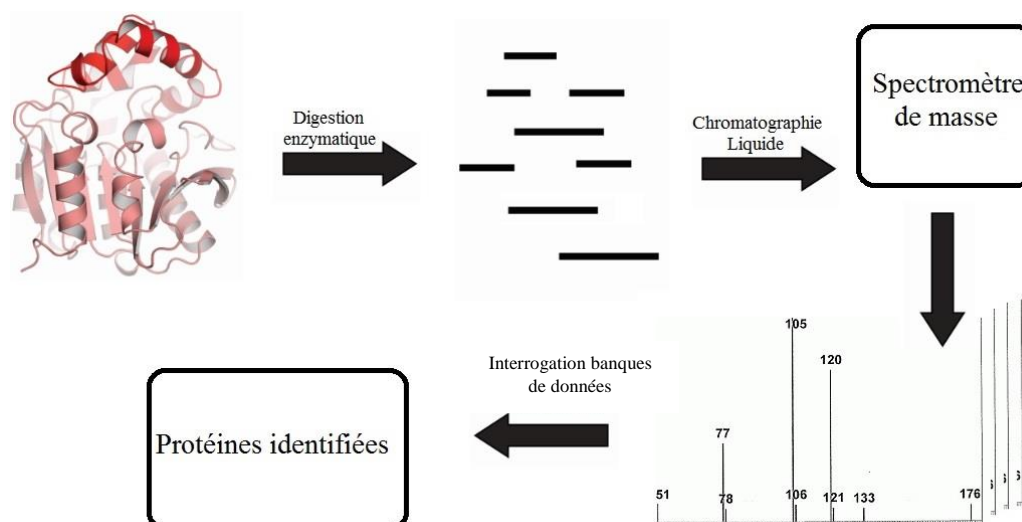 Digestion
enzymatique
Chromatographie
Liquide
Spectromètre
de masse
105
120
77
51
78
106
121
133
176
Interrogation banques
de données
Protéines identifiées